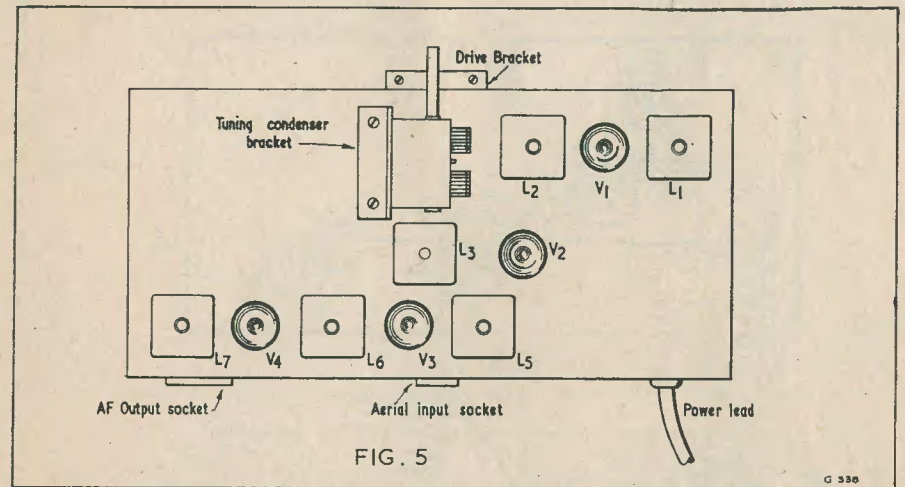 Drive Bracket
Tuning condenser
bracket
L2
V1
L1
L3
V2
L7
V4
L6
V3
L5
AF Output socket
Aerial input socket
Power lead
FIG. 5
G 338